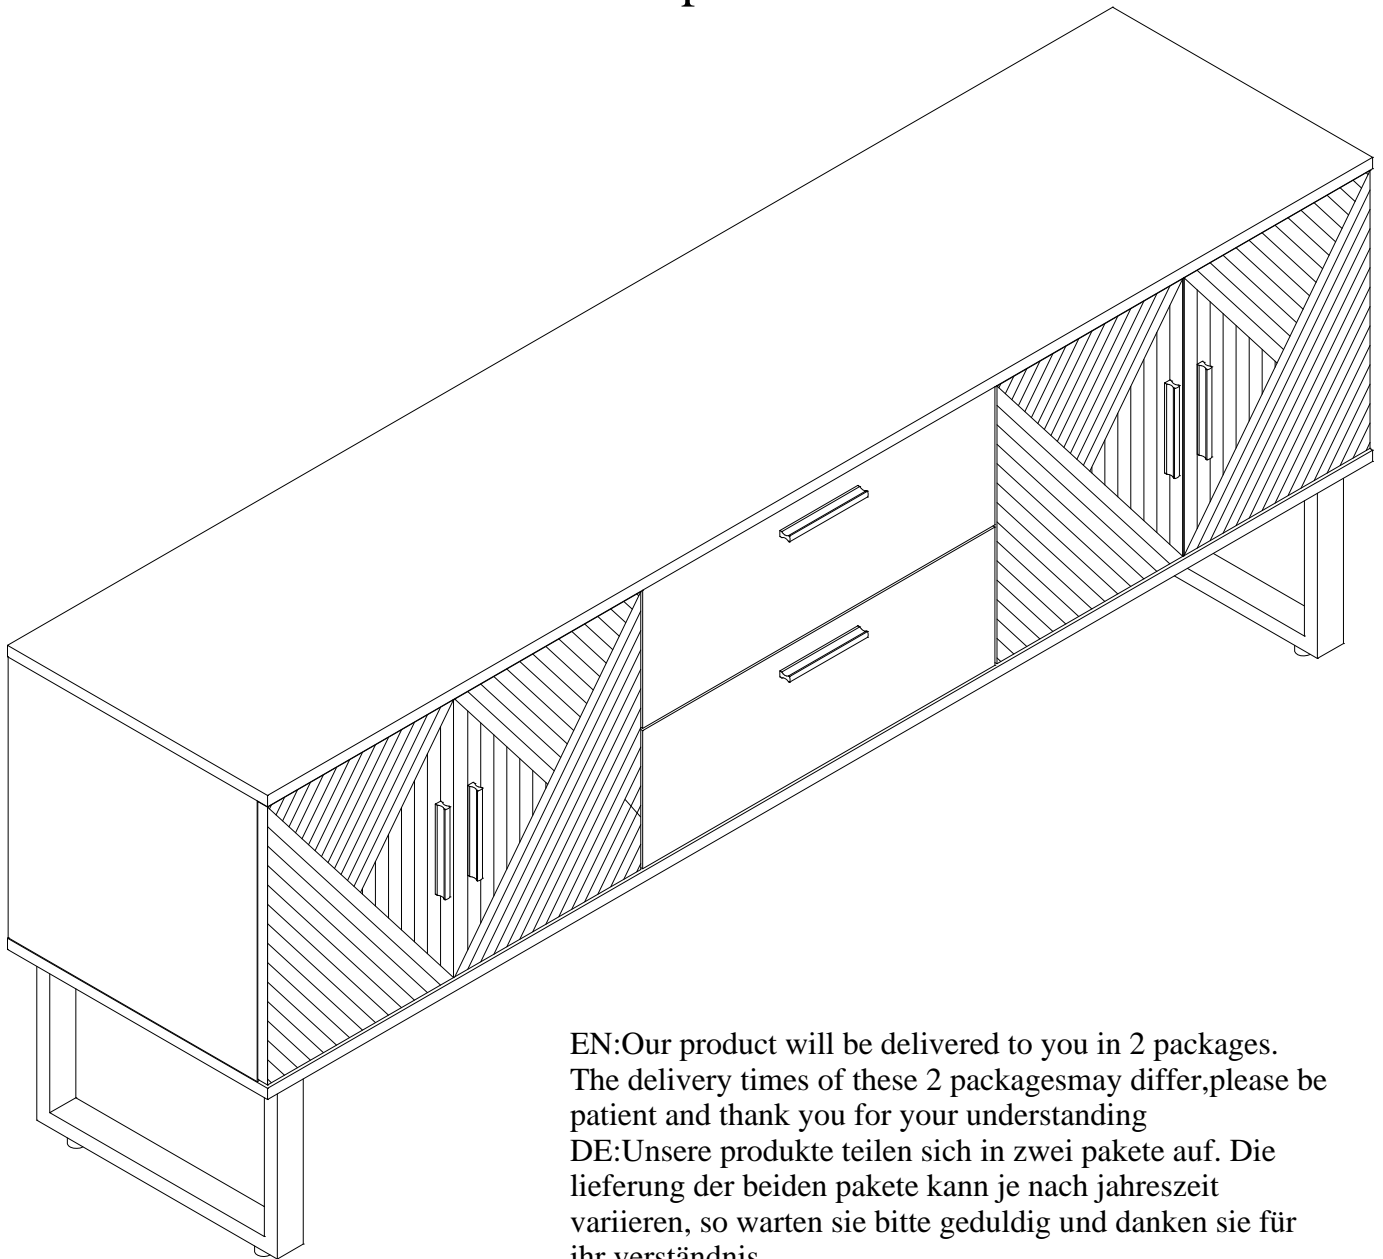 EN:Our product will be delivered to you in 2 packages.
The delivery times of these 2 packagesmay differ,please be
patient and thank you for your understanding
DE:Unsere produkte teilen sich in zwei pakete auf. Die
lieferung der beiden pakete kann je nach jahreszeit
variieren, so warten sie bitte geduldig und danken sie für
ihr verständnis